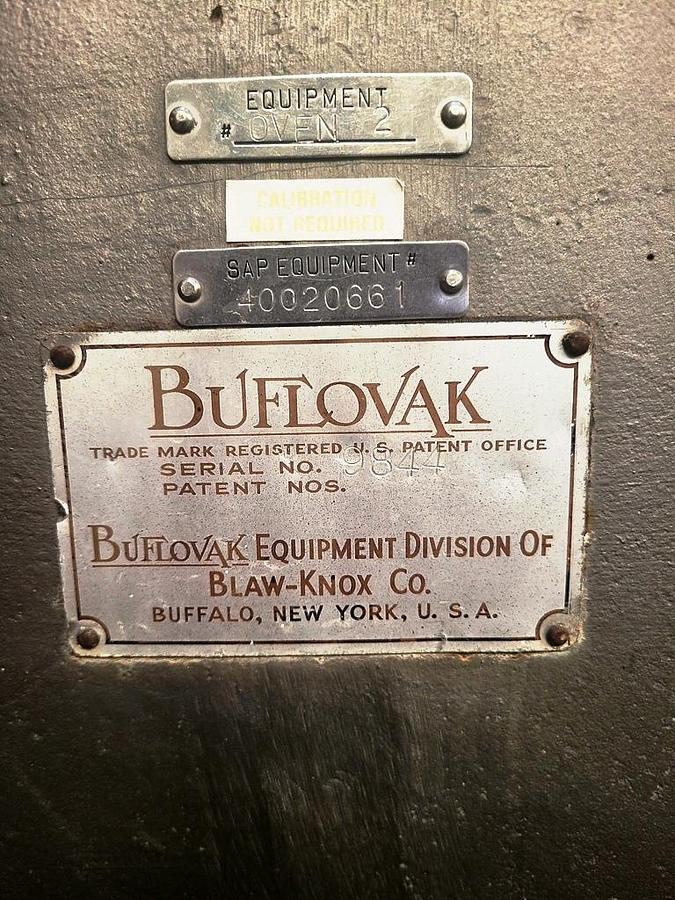 EQUIPMENT
# OVEN 2
CALIBRATION
NOT REQUIRED
SAP EQUIPMENT #
40020661
BUFLOVAK
TRADE MARK REGISTERED U. S. PATENT OFFICE
SERIAL NO. 9844
PATENT NOS.
BUFLOVAK EQUIPMENT DIVISION OF
BLAW-KNOX CO.
BUFFALO, NEW YORK, U. S. A.